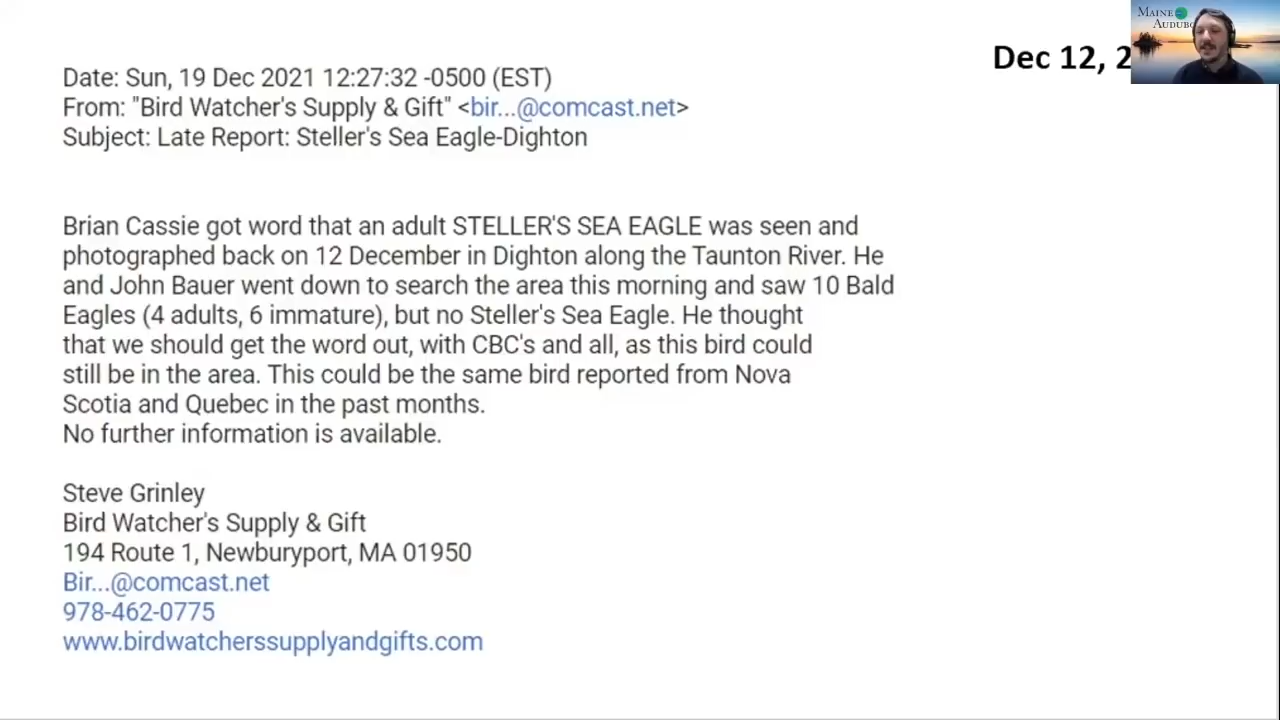 Dec 12, 2
MAINE
AUDUBO
Date: Sun, 19 Dec 2021 12:27:32 -0500 (EST)
From: "Bird Watcher's Supply & Gift" <bir...@comcast.net>
Subject: Late Report: Steller's Sea Eagle-Dighton
Brian Cassie got word that an adult STELLER'S SEA EAGLE was seen and
photographed back on 12 December in Dighton along the Taunton River. He
and John Bauer went down to search the area this morning and saw 10 Bald
Eagles (4 adults, 6 immature), but no Steller's Sea Eagle. He thought
that we should get the word out, with CBC's and all, as this bird could
still be in the area. This could be the same bird reported from Nova
Scotia and Quebec in the past months.
No further information is available.
Steve Grinley
Bird Watcher's Supply & Gift
194 Route 1, Newburyport, MA 01950
Bir...@comcast.net
978-462-0775
www.birdwatcherssupplyandgifts.com